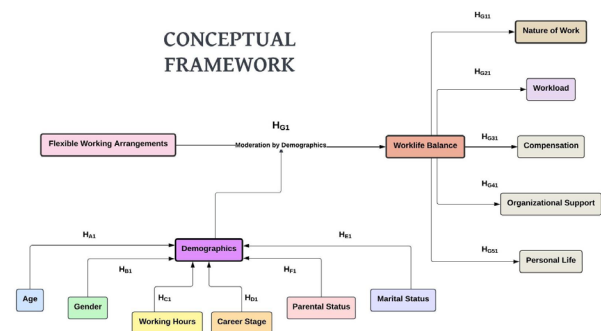 CONCEPTUAL
FRAMEWORK
HG11
Nature of Work
HG21
Workload
HG1
Flexible Working Arrangements
Moderation by Demographics
Worklife Balance
HG31
Compensation
HG41
Organizational Support
HG51
Personal Life
HA1
Demographics
HE1
HB1
HF1
HC1
HD1
Age
Gender
Parental Status
Marital Status
Working Hours
Career Stage